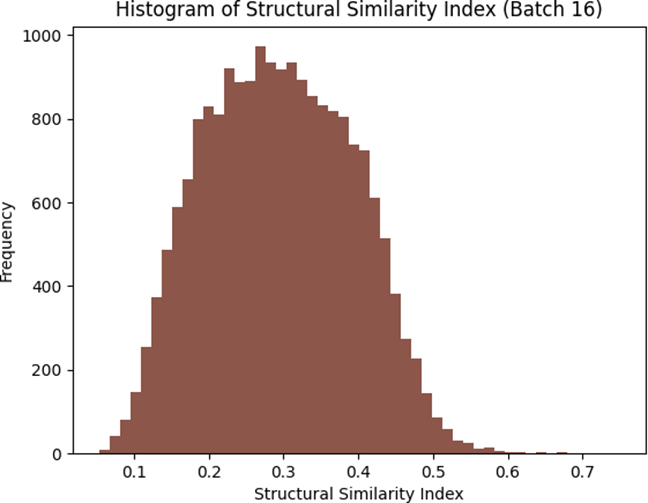 Histogram of Structural Similarity Index (Batch 16)
1000
800
600
400
200
0
Frequency
0.1 0.2 0.3 0.4 0.5 0.6 0.7
Structural Similarity Index